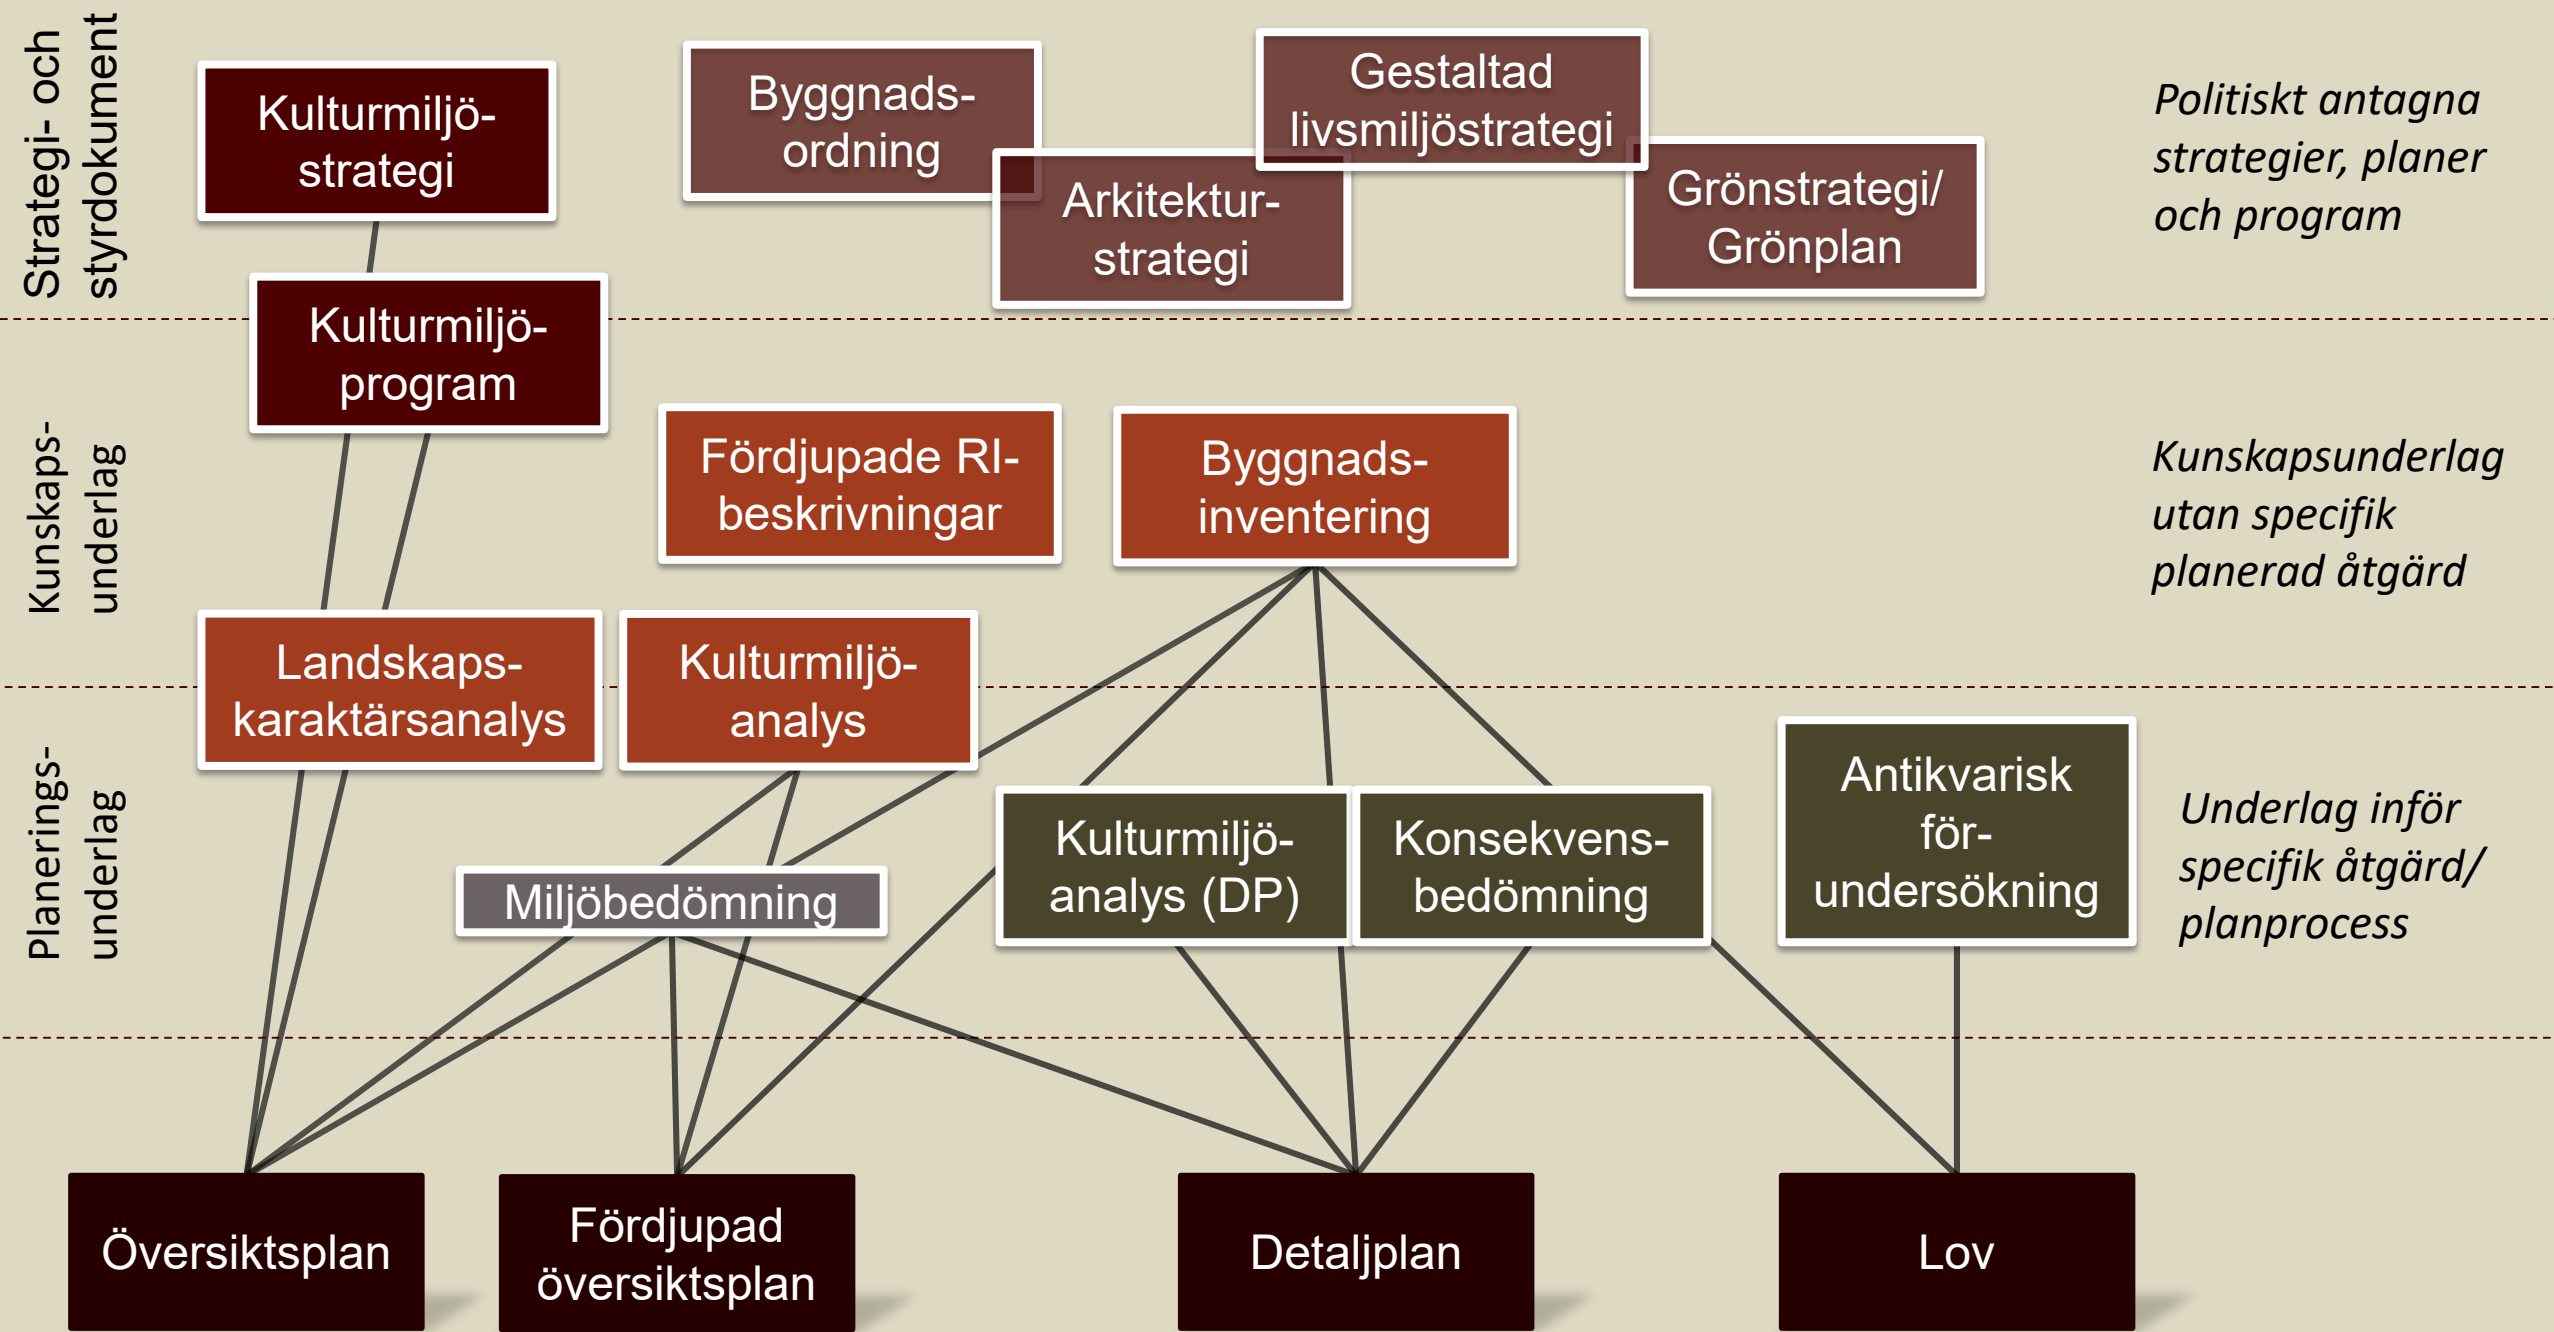 Strategi- och
styrdokument
Kulturmiljö-
strategi
Byggnads-
ordning
Arkitektur-
strategi
Gestaltad
livsmiljöstrategi
Grönstrategi/
Grönplan
Politiskt antagna
strategier, planer
och program
Kulturmiljö-
program
Kunskaps-
underlag
Fördjupade RI-
beskrivningar
Byggnads-
inventering
Kunskapsunderlag
utan specifik
planerad åtgärd
Landskaps-
karaktärsanalys
Kulturmiljö-
analys
Planerings-
underlag
Miljöbedömning
Kulturmiljö-
analys (DP)
Konsekvens-
bedömning
Antikvarisk
för-
undersökning
Underlag inför
specifik åtgärd/
planprocess
Översiktsplan
Fördjupad
översiktsplan
Detaljplan
Lov